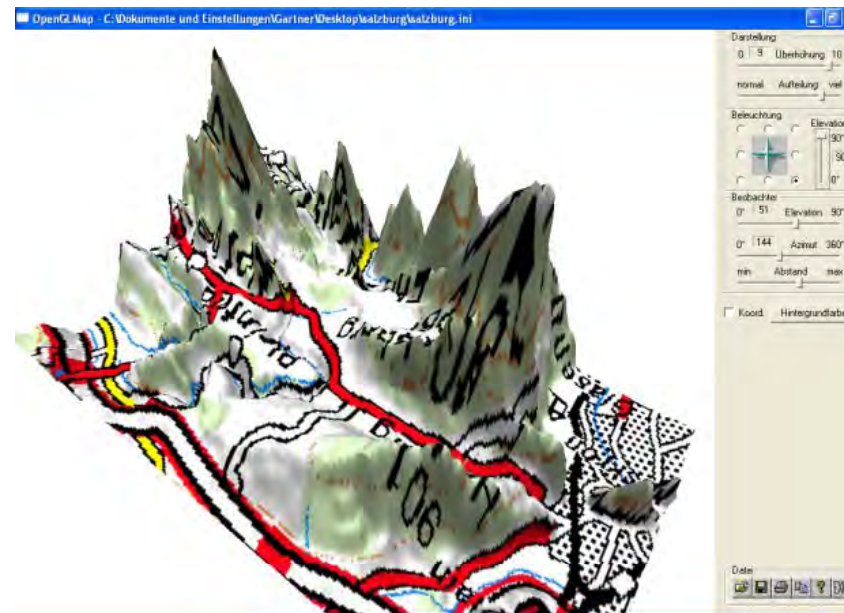 OpenGLMap - C:\Dokumente und Einstellungen\Gartner\Desktop\salzburg\salzburg.ini
Darstellung
0 9 Überhöhung 10
normal Aufteilung viel
Beleuchtung
Elevation
90°
90
0°
Beobachter
0° 51 Elevation 90°
0° 144 Azimut 360°
min Abstand max
Koord. Hintergrundfarbe
Datei